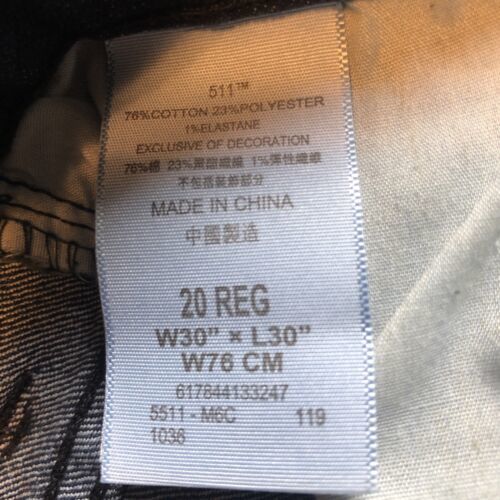 511™
76%COTTON 23%POLYESTER
1%ELASTANE
EXCLUSIVE OF DECORATION
76%棉 23%聚酯纖維 1%彈性纖維
不包括裝飾部分
MADE IN CHINA
中國製造
20 REG
W30" × L30"
W76 CM
617844133247
5511 - M6C 119
1036